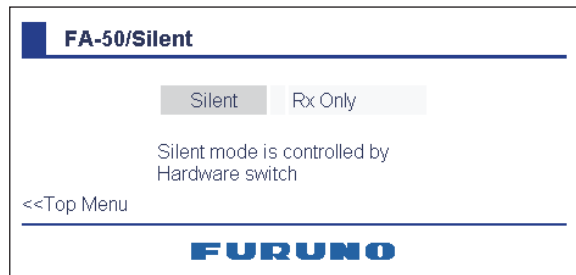 FA-50/Silent
Silent Rx Only
Silent mode is controlled by
Hardware switch
<<Top Menu
FURUNO